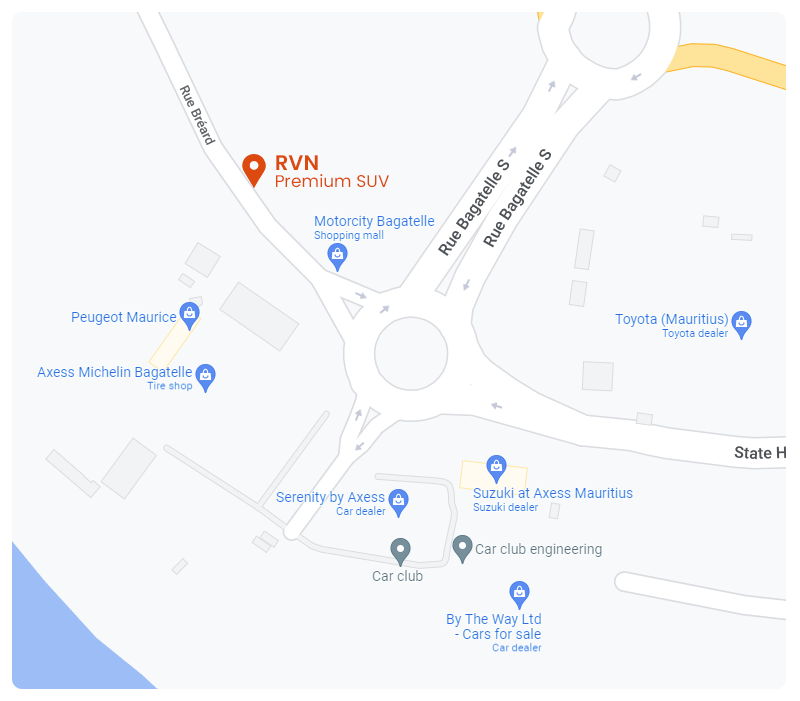 Rue Bréard
RVN
Premium SUV
Rue Bagatelle S
Rue Bagatelle S
Motorcity Bagatelle
Shopping mall
Peugeot Maurice
Toyota (Mauritius)
Toyota dealer
Axess Michelin Bagatelle
Tire shop
State H
Serenity by Axess
Car dealer
Suzuki at Axess Mauritius
Suzuki dealer
Car club
Car club engineering
By The Way Ltd
- Cars for sale
Car dealer